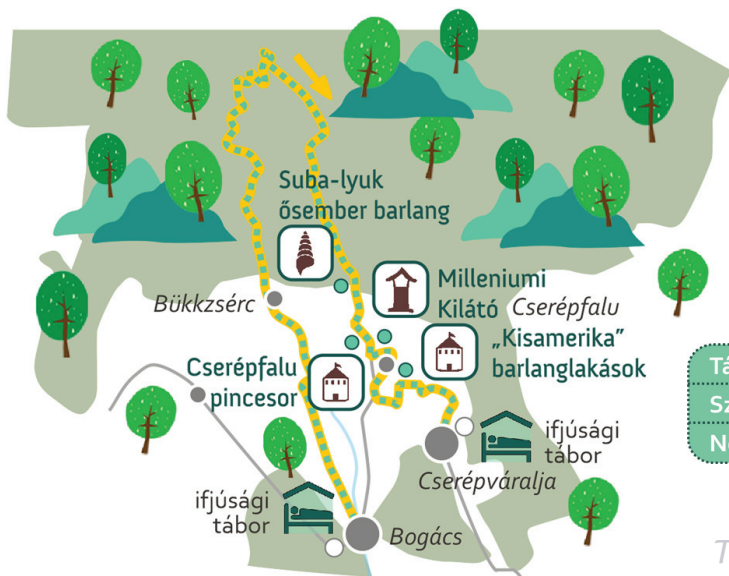 Suba-lyuk
ősember barlang
Milleniumi
Kilátó
Cserépfalu
Bükkzsérc
„Kisamerika”
barlanglakások
Cserépfalu
pincesor
ifjúsági
tábor
Cserépváralja
ifjúsági
tábor
Bogács